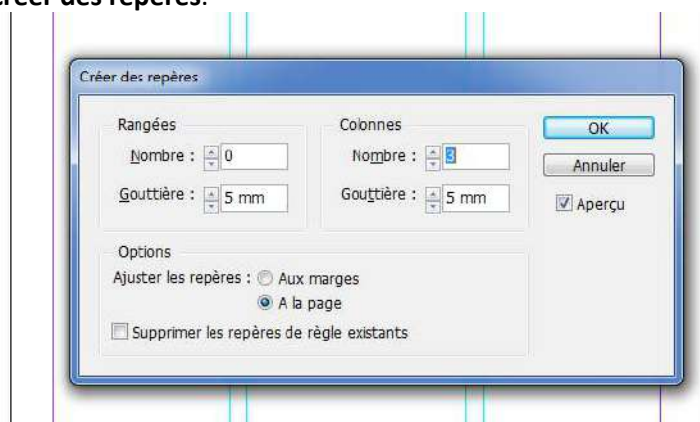 créer des repères.
Créer des repères
Rangées
Nombre : 0
Gouttière : 5 mm
Colonnes
Nombre : 3
Gouttière : 5 mm
OK
Annuler
Aperçu
Options
Ajuster les repères : Aux marges
A la page
Supprimer les repères de règle existants